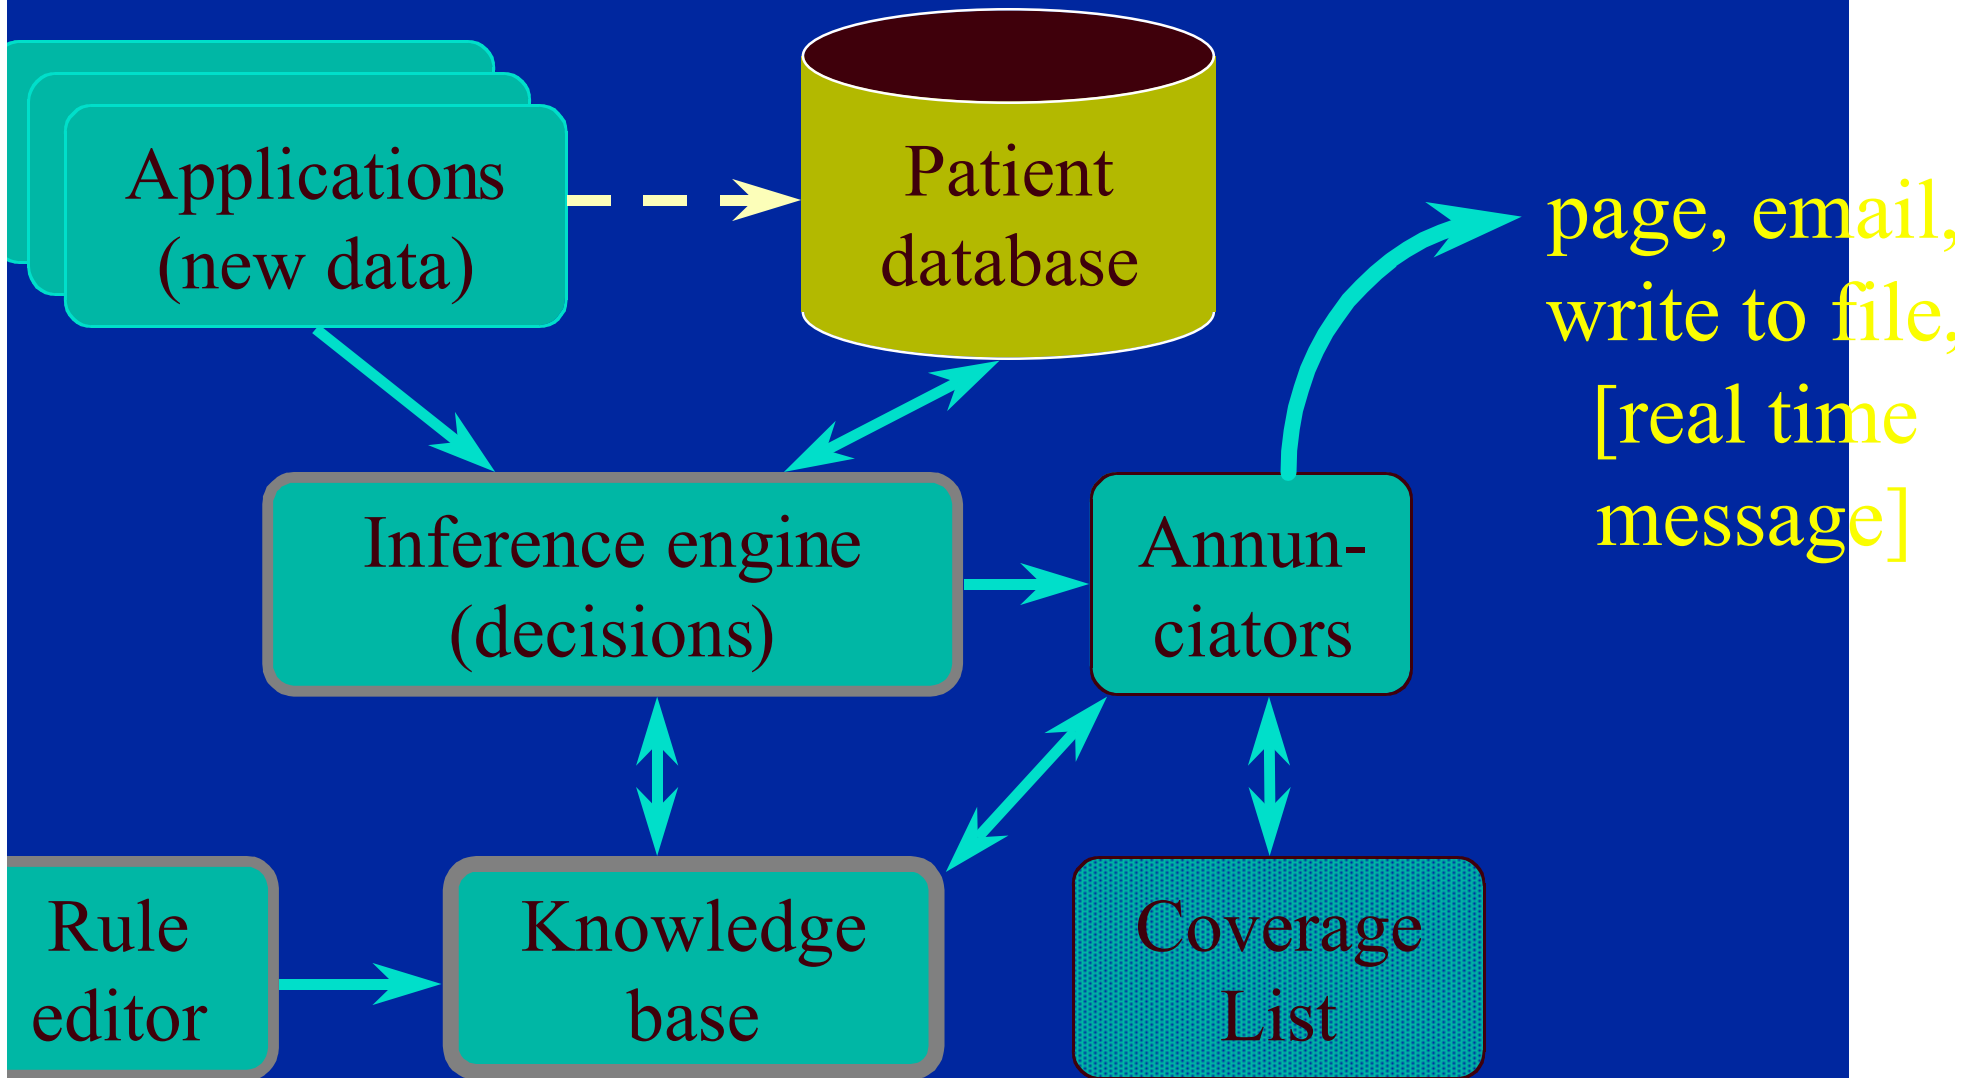 Applications
(new data)
Patient
database
page, email,
write to file,
[real time
message]
Inference engine
(decisions)
Annun-
ciators
Rule
editor
Knowledge
base
Coverage
List